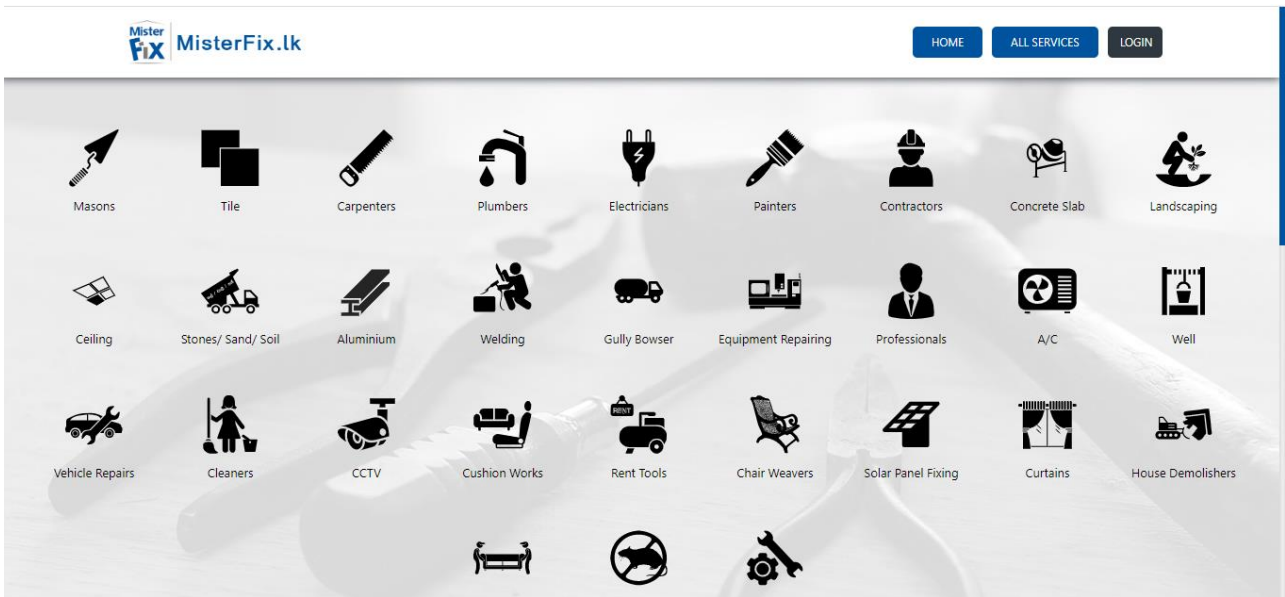 Mister
FiX
MisterFix.lk
HOME
ALL SERVICES
LOGIN
Masons
Tile
Carpenters
Plumbers
Electricians
Painters
Contractors
Concrete Slab
Landscaping
Ceiling
Stones/ Sand/ Soil
Aluminium
Welding
Gully Bowser
Equipment Repairing
Professionals
A/C
Well
RENT
Vehicle Repairs
Cleaners
CCTV
Cushion Works
Rent Tools
Chair Weavers
Solar Panel Fixing
Curtains
House Demolishers